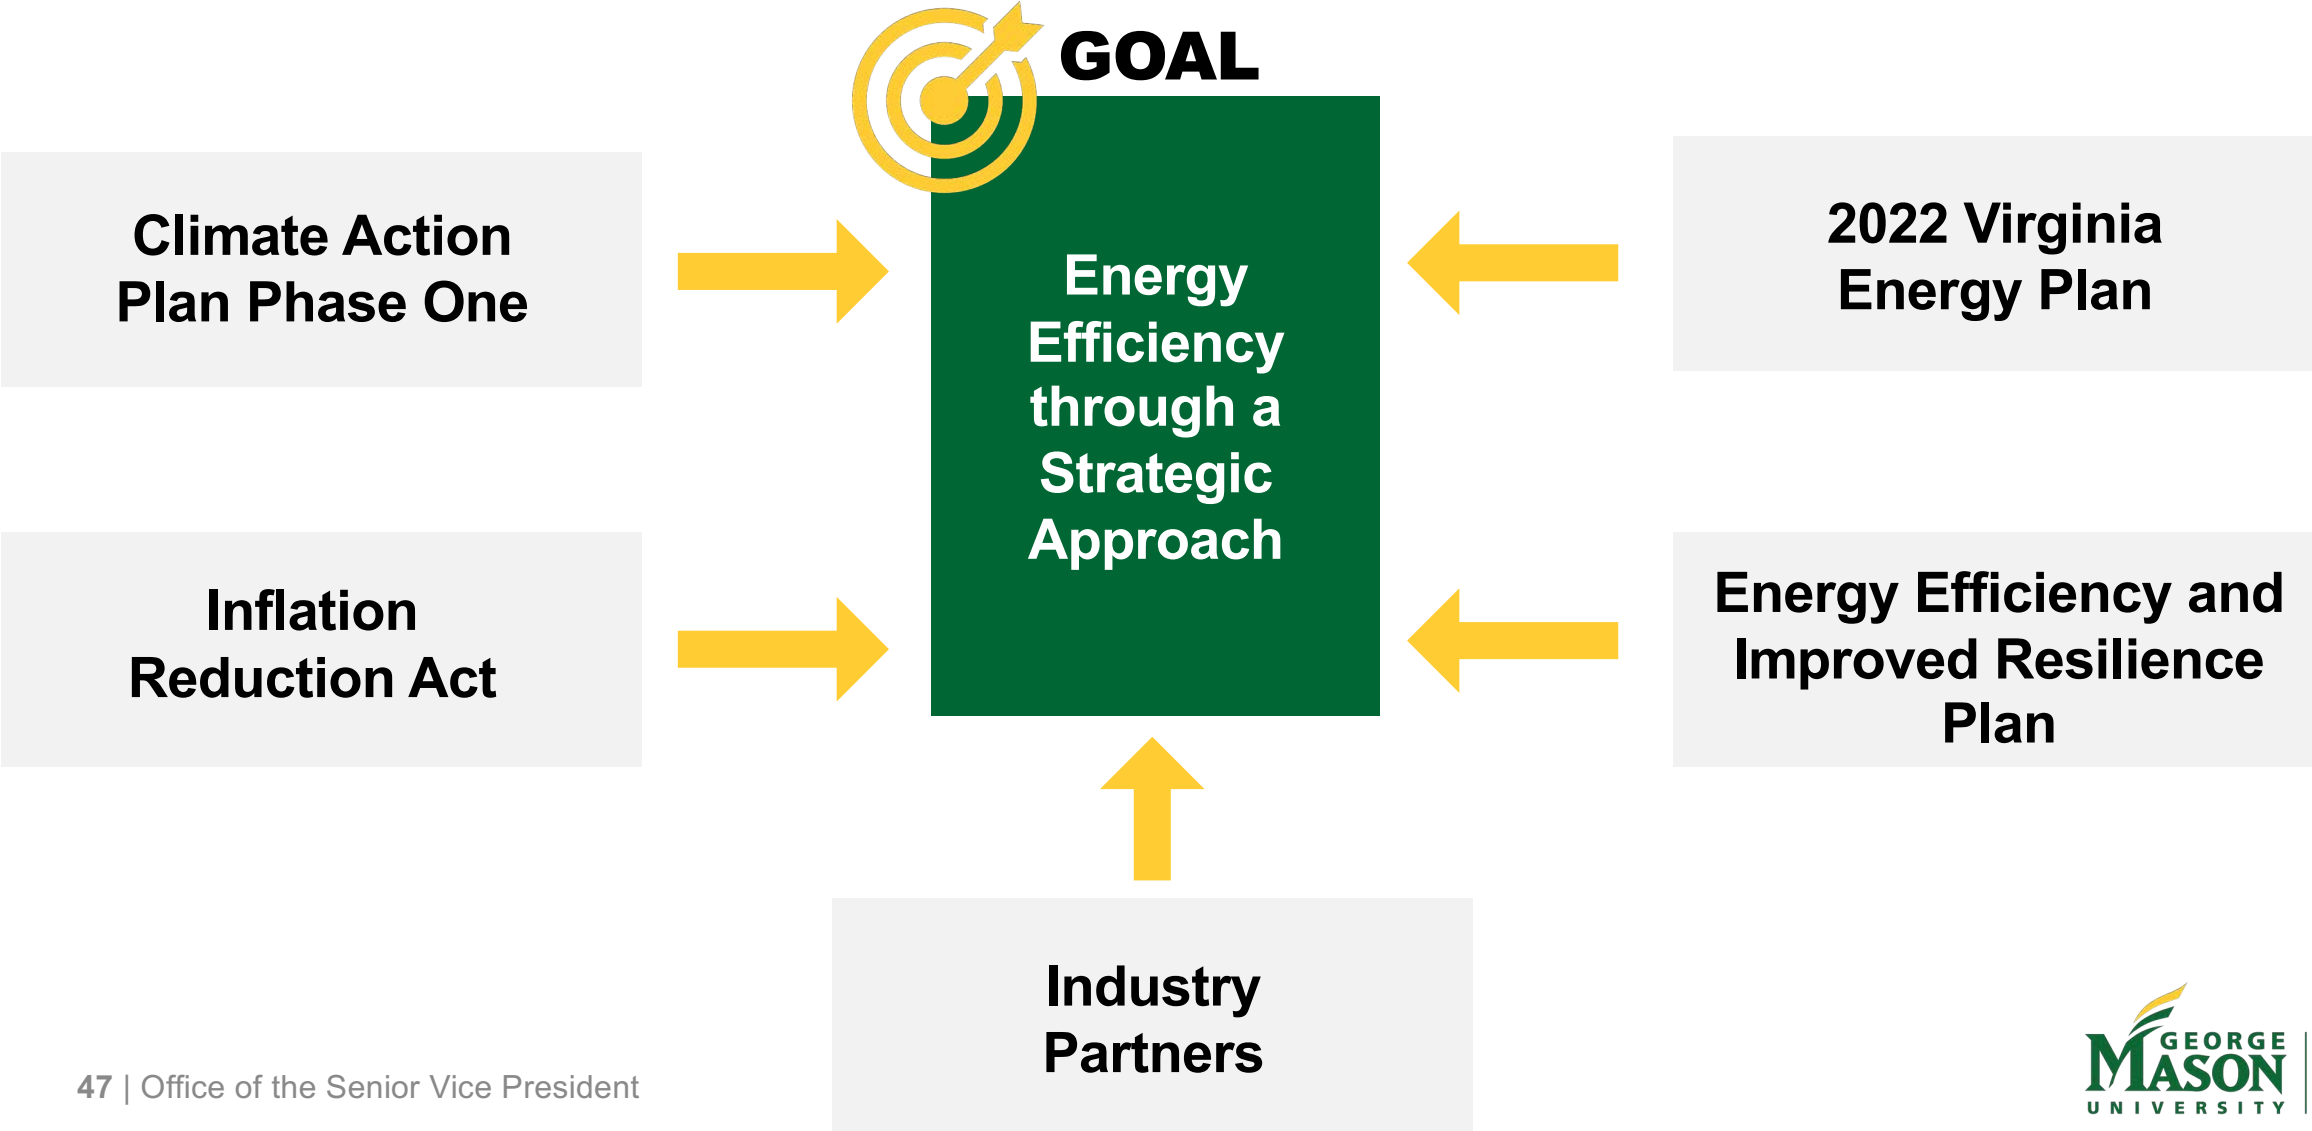 GOAL
Climate Action
Plan Phase One
Energy
Efficiency
through a
Strategic
Approach
2022 Virginia
Energy Plan
Inflation
Reduction Act
Energy Efficiency and
Improved Resilience
Plan
Industry
Partners
47 | Office of the Senior Vice President
GEORGE
MASON
UNIVERSITY